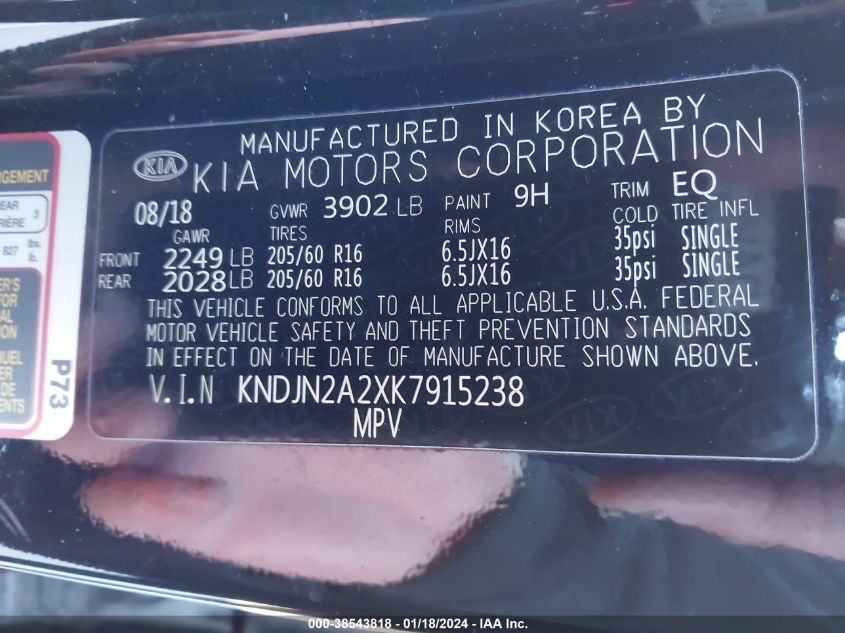 MANUFACTURED IN KOREA BY
KIA KIA MOTORS CORPORATION
08/18 GVWR 3902 LB PAINT 9H TRIM EQ
GAWR TIRES RIMS COLD TIRE INFL
FRONT 2249 LB 205/60 R16 6.5JX16 35psi SINGLE
REAR 2028 LB 205/60 R16 6.5JX16 35psi SINGLE
THIS VEHICLE CONFORMS TO ALL APPLICABLE U.S.A. FEDERAL
MOTOR VEHICLE SAFETY AND THEFT PREVENTION STANDARDS
IN EFFECT ON THE DATE OF MANUFACTURE SHOWN ABOVE.
V.I.N KNDJN2A2XK7915238
MPV
3
827 lbs.
lb.
P73
000-38543818 - 01/18/2024 - IAA Inc.